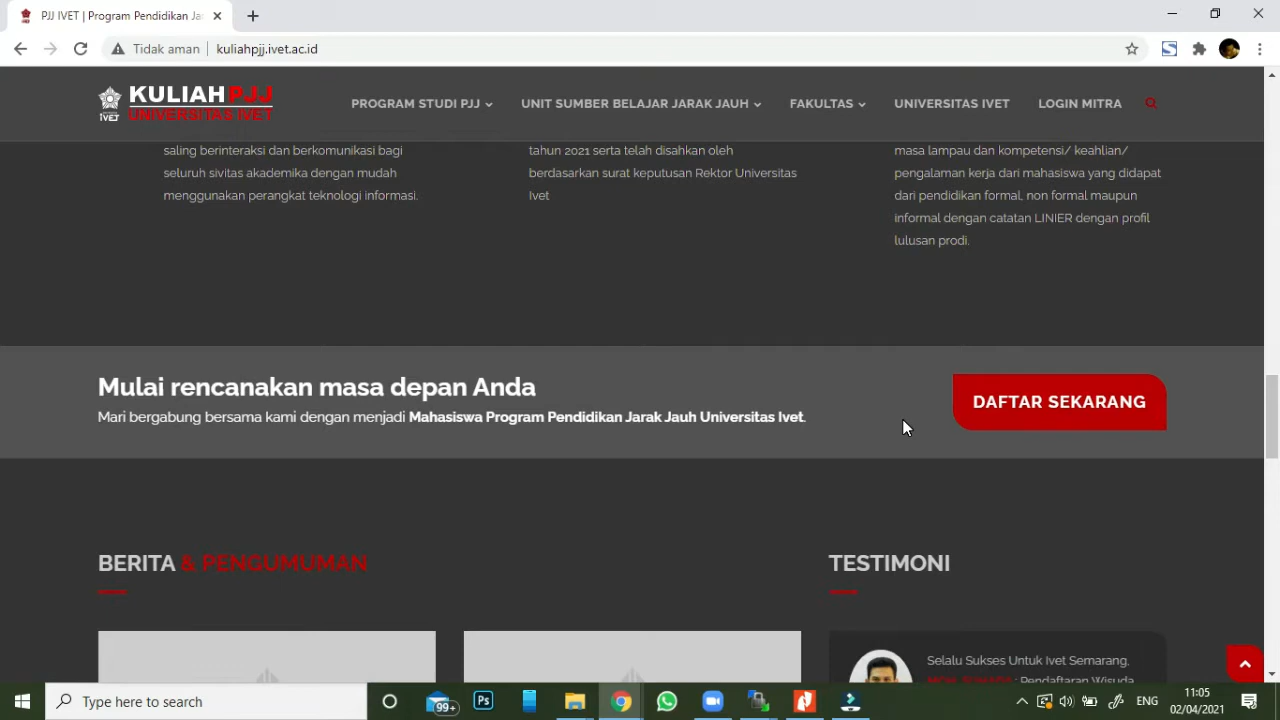 PJJ IVET | Program Pendidikan Ja
Tidak aman
kuliahpjj.ivet.ac.id
IVET
KULIAH PJJ
UNIVERSITAS IVET
PROGRAM STUDI PJJ
UNIT SUMBER BELAJAR JARAK JAUH
FAKULTAS
UNIVERSITAS IVET
LOGIN MITRA
saling berinteraksi dan berkomunikasi bagi
seluruh sivitas akademika dengan mudah
menggunakan perangkat teknologi informasi.
tahun 2021 serta telah disahkan oleh
berdasarkan surat keputusan Rektor Universitas
Ivet
masa lampau dan kompetensi/ keahlian/
pengalaman kerja dari mahasiswa yang didapat
dari pendidikan formal, non formal maupun
informal dengan catatan LINIER dengan profil
lulusan prodi.
Mulai rencanakan masa depan Anda
Mari bergabung bersama kami dengan menjadi Mahasiswa Program Pendidikan Jarak Jauh Universitas Ivet.
DAFTAR SEKARANG
BERITA & PENGUMUMAN
TESTIMONI
Selalu Sukses Untuk Ivet Semarang,
: Pendaftaran Wisuda
Type here to search
99+
Ps
ENG
11:05
02/04/2021